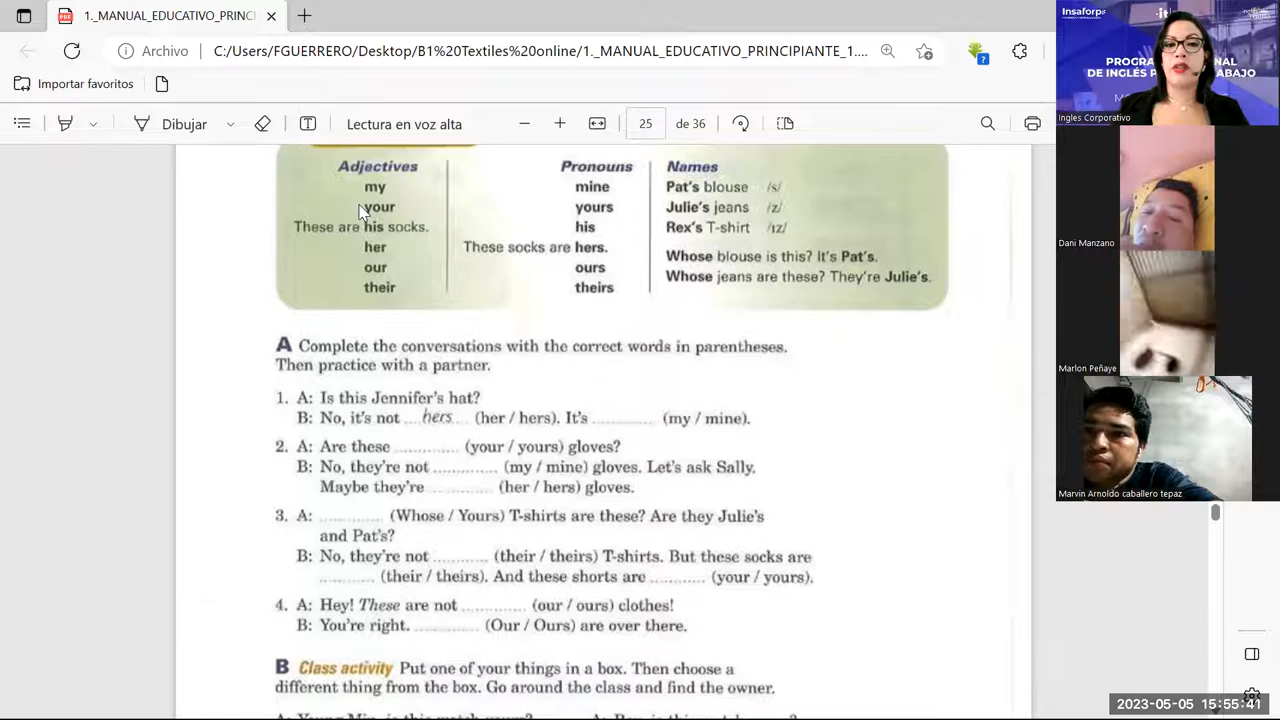 1._MANUAL_EDUCATIVO_PRINCI
Archivo
C:/Users/FGUERRERO/Desktop/B1%20Textiles%20online/1._MANUAL_EDUCATIVO_PRINCIPIANTE_1....
Importar favoritos
Dibujar
Lectura en voz alta
25
de 36
Adjectives
my
your
These are his socks.
her
our
their
Pronouns
mine
yours
his
These socks are hers.
ours
theirs
Names
Pat's blouse /s/
Julie's jeans /z/
Rex's T-shirt /ɪz/
Whose blouse is this? It's Pat's.
Whose jeans are these? They're Julie's.
A Complete the conversations with the correct words in parentheses.
Then practice with a partner.
1. A: Is this Jennifer's hat?
B: No, it's not ...hers... (her / hers). It's ............... (my / mine).
2. A: Are these ............... (your / yours) gloves?
B: No, they're not ............... (my / mine) gloves. Let's ask Sally.
Maybe they're ............... (her / hers) gloves.
3. A: ............... (Whose / Yours) T-shirts are these? Are they Julie's
and Pat's?
B: No, they're not ............ (their / theirs) T-shirts. But these socks are
............ (their / theirs). And these shorts are ............ (your / yours).
4. A: Hey! These are not ............... (our / ours) clothes!
B: You're right. ............... (Our / Ours) are over there.
B Class activity Put one of your things in a box. Then choose a
different thing from the box. Go around the class and find the owner.
Insaforp
PROGRA NAL
DE INGLÉS P ABAJO
Ingles Corporativo
Dani Manzano
Marlon Peñaye
Marvin Arnoldo caballero tepaz
2023-05-05 15:55:41